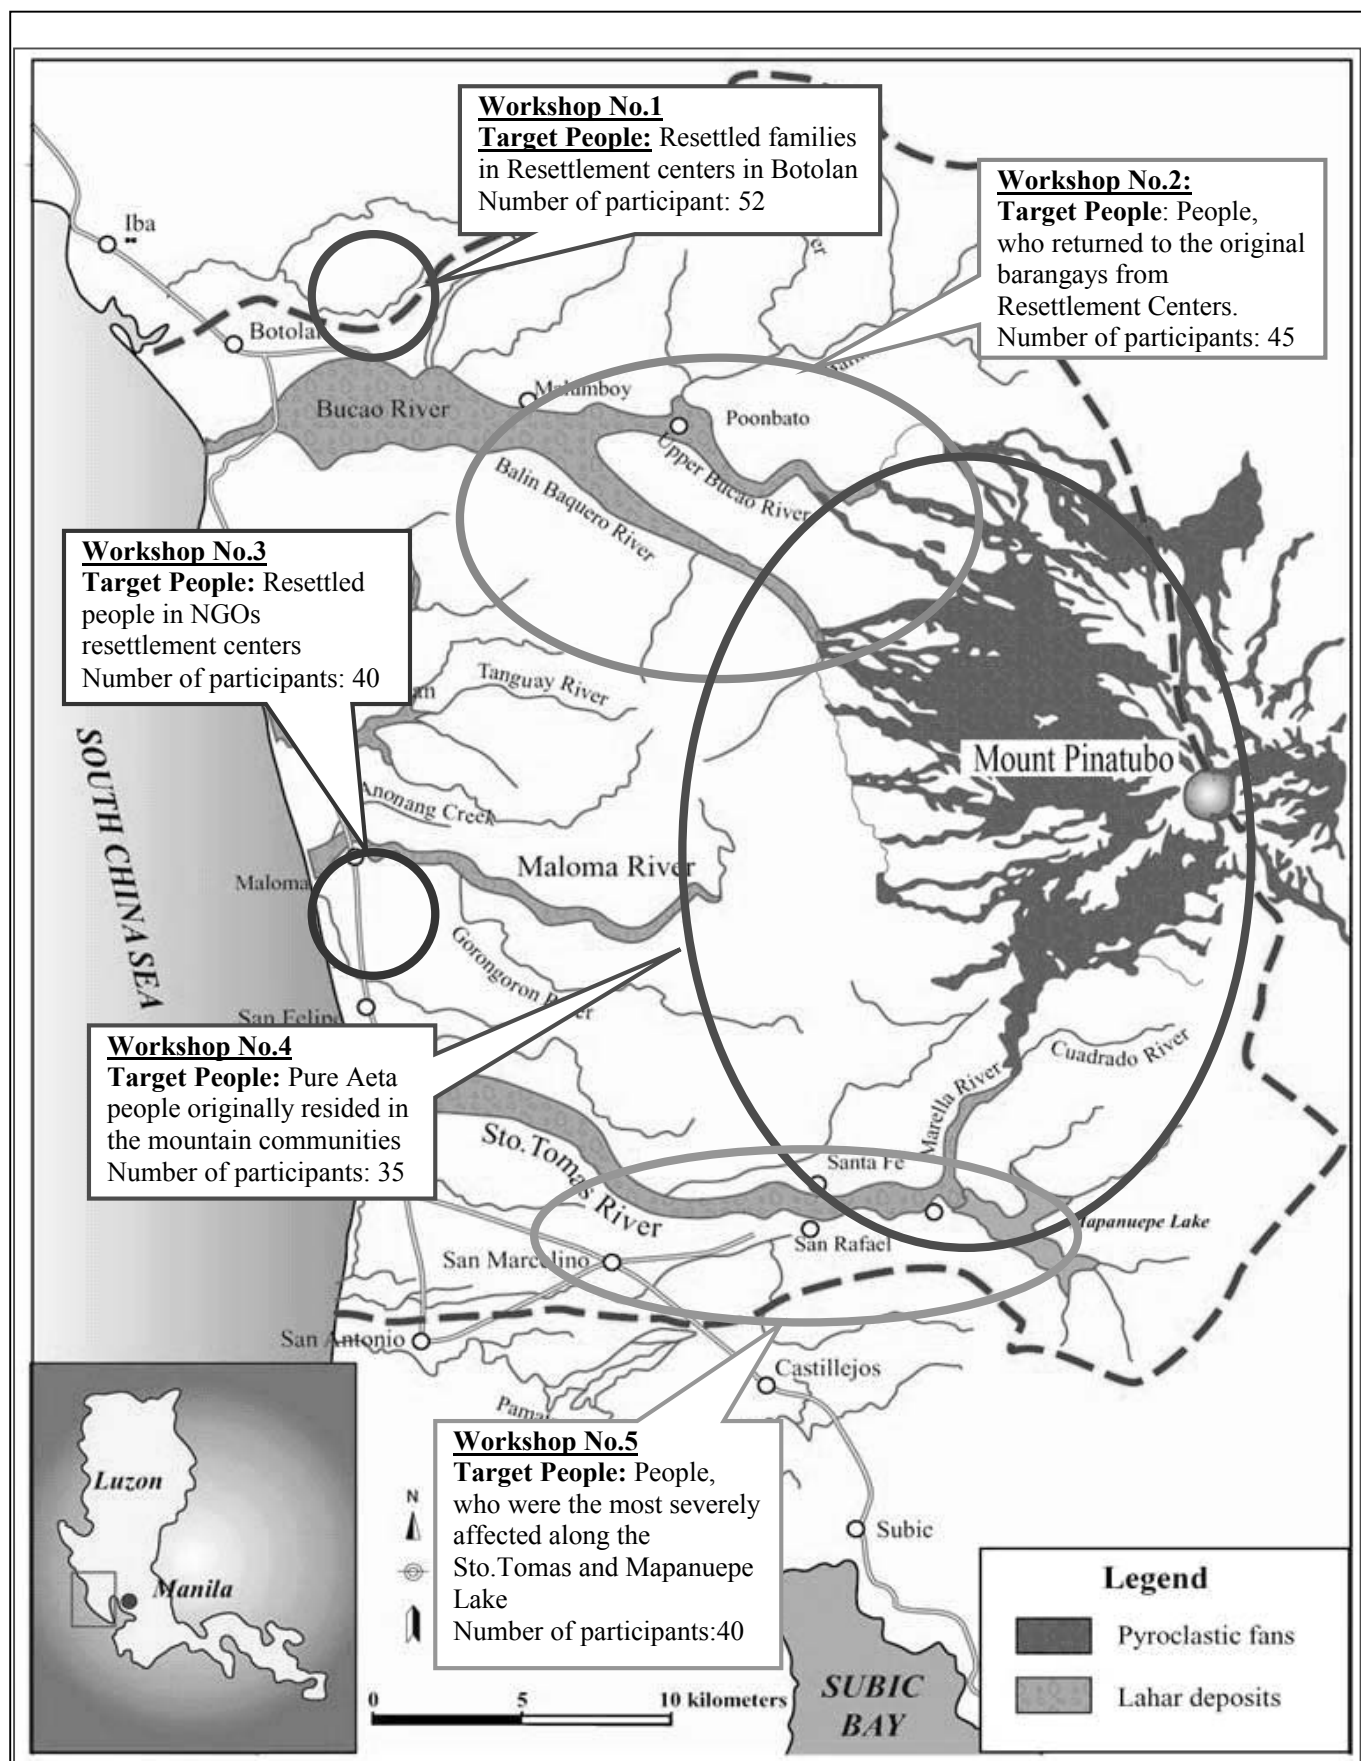 Workshop No.1
Target People: Resettled families
in Resettlement centers in Botolan
Number of participant: 52
Workshop No.2:
Target People: People,
who returned to the original
barangays from
Resettlement Centers.
Number of participants: 45
Iba
Botolan
Bucao River
Malumboy
Poonbato
Upper Bucao River
Balin Baquero River
Workshop No.3
Target People: Resettled
people in NGOs
resettlement centers
Number of participants: 40
Tanguay River
SOUTH CHINA SEA
Mount Pinatubo
Anonang Creek
Maloma River
Maloma
Gorongoron River
San Felipe
Workshop No.4
Target People: Pure Aeta
people originally resided in
the mountain communities
Number of participants: 35
Cuadrado River
Marella River
Sto.Tomas River
Santa Fe
Mapanuepe Lake
San Rafael
San Marcelino
San Antonio
Castillejos
Workshop No.5
Target People: People,
who were the most severely
affected along the
Sto.Tomas and Mapanuepe
Lake
Number of participants:40
Luzon
Manila
N
Subic
SUBIC
BAY
0 5 10 kilometers
Legend
Pyroclastic fans
Lahar deposits